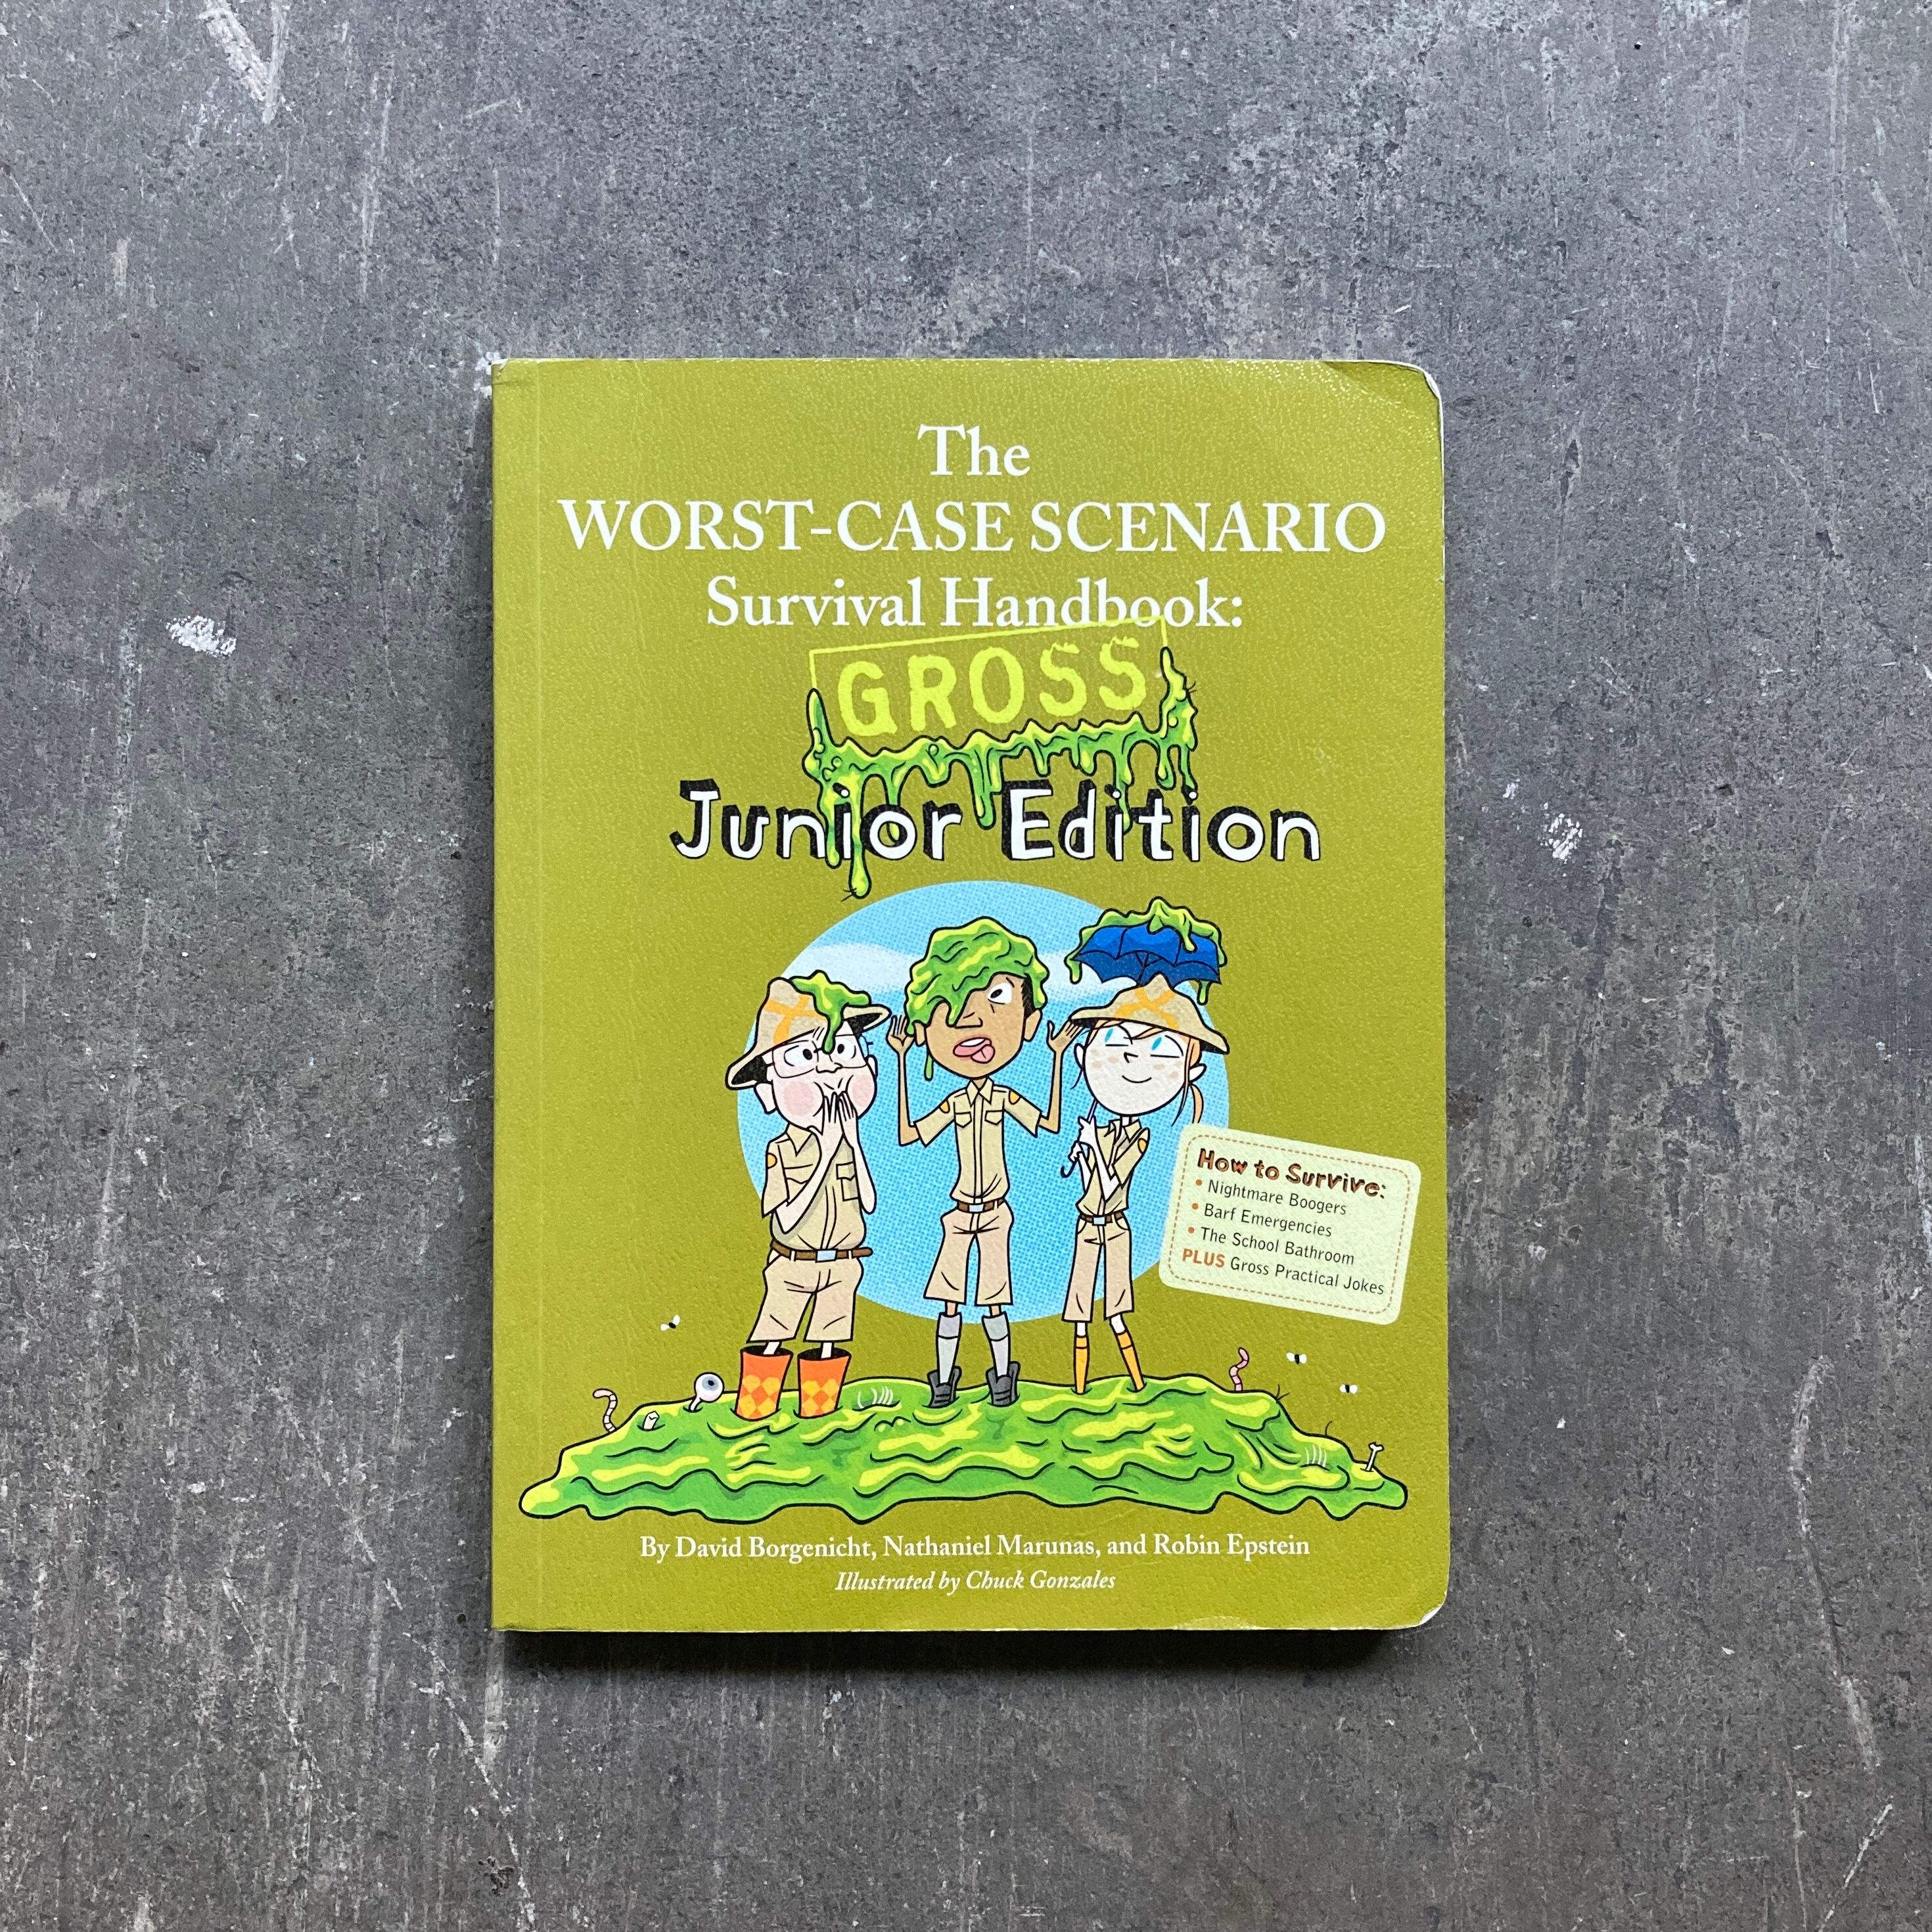 The
WORST-CASE SCENARIO
Survival Handbook:
GROSS
Junior Edition
How to Survive:
• Nightmare Boogers
• Barf Emergencies
• The School Bathroom
PLUS Gross Practical Jokes
By David Borgenicht, Nathaniel Marunas, and Robin Epstein
Illustrated by Chuck Gonzales